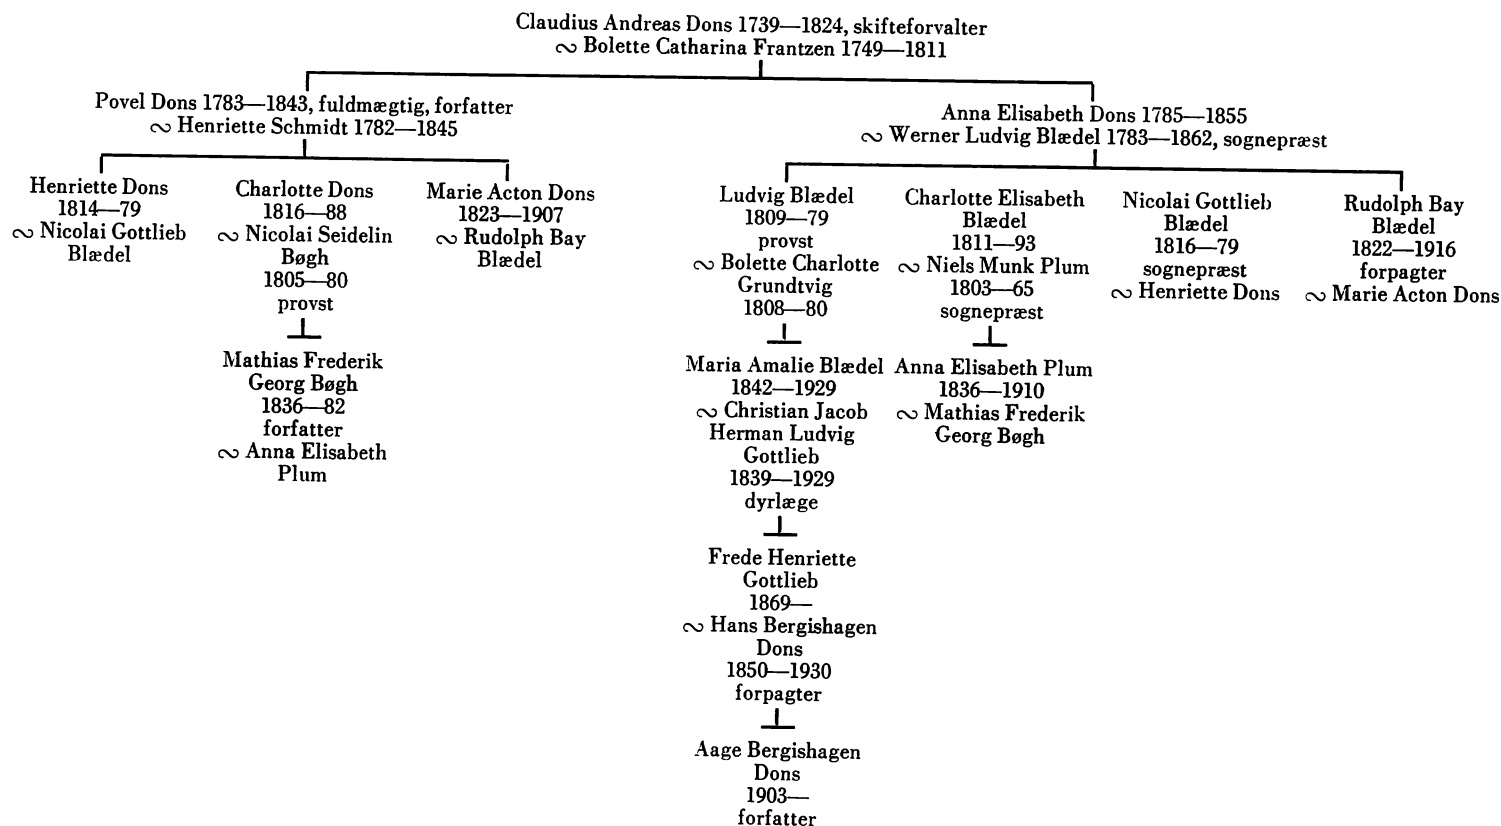 Claudius Andreas Dons 1739—1824, skifteforvalter
∾ Bolette Catharina Frantzen 1749—1811
Povel Dons 1783—1843, fuldmægtig, forfatter
∾ Henriette Schmidt 1782—1845
Anna Elisabeth Dons 1785—1855
∾ Werner Ludvig Blædel 1783—1862, sognepræst
Henriette Dons
1814—79
∾ Nicolai Gottlieb
Blædel
Charlotte Dons
1816—88
∾ Nicolai Seidelin
Bøgh
1805—80
provst
Marie Acton Dons
1823—1907
∾ Rudolph Bay
Blædel
Ludvig Blædel
1809—79
provst
∾ Bolette Charlotte
Grundtvig
1808—80
Charlotte Elisabeth
Blædel
1811—93
∾ Niels Munk Plum
1803—65
sognepræst
Nicolai Gottlieb
Blædel
1816—79
sognepræst
∾ Henriette Dons
Rudolph Bay
Blædel
1822—1916
forpagter
∾ Marie Acton Dons
Mathias Frederik
Georg Bøgh
1836—82
forfatter
∾ Anna Elisabeth
Plum
Maria Amalie Blædel
1842—1929
∾ Christian Jacob
Herman Ludvig
Gottlieb
1839—1929
dyrlæge
Anna Elisabeth Plum
1836—1910
∾ Mathias Frederik
Georg Bøgh
Frede Henriette
Gottlieb
1869—
∾ Hans Bergishagen
Dons
1850—1930
forpagter
Aage Bergishagen
Dons
1903—
forfatter